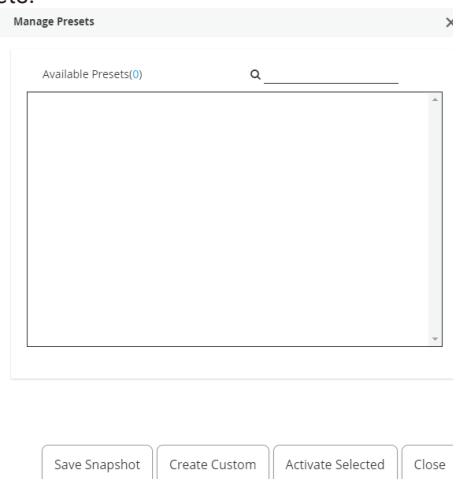 Manage Presets
Available Presets(0)
Save Snapshot Create Custom Activate Selected Close